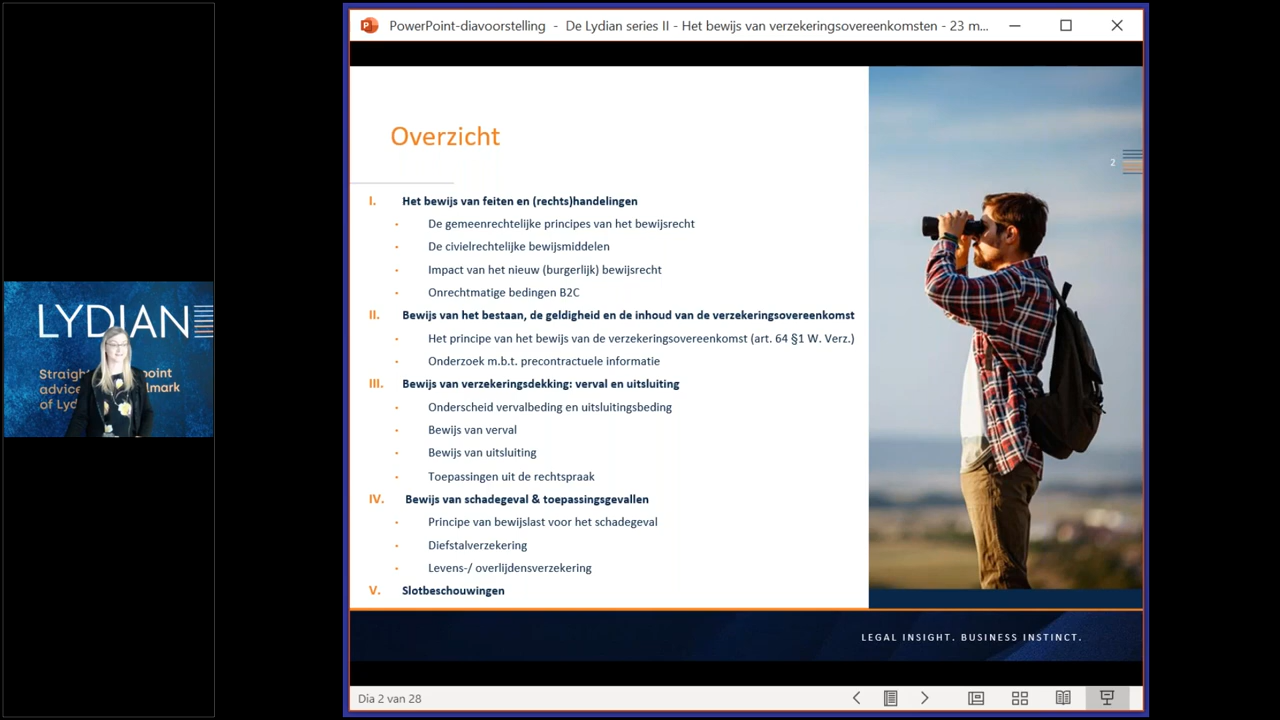 PowerPoint-diavoorstelling - De Lydian series II - Het bewijs van verzekeringsovereenkomsten - 23 m...
Overzicht
2
I. Het bewijs van feiten en (rechts)handelingen
• De gemeenrechtelijke principes van het bewijsrecht
• De civielrechtelijke bewijsmiddelen
• Impact van het nieuw (burgerlijk) bewijsrecht
• Onrechtmatige bedingen B2C
II. Bewijs van het bestaan, de geldigheid en de inhoud van de verzekeringsovereenkomst
• Het principe van het bewijs van de verzekeringsovereenkomst (art. 64 §1 W. Verz.)
• Onderzoek m.b.t. precontractuele informatie
III. Bewijs van verzekeringsdekking: verval en uitsluiting
• Onderscheid vervalbeding en uitsluitingsbeding
• Bewijs van verval
• Bewijs van uitsluiting
• Toepassingen uit de rechtspraak
IV. Bewijs van schadegeval & toepassingsgevallen
• Principe van bewijslast voor het schadegeval
• Diefstalverzekering
• Levens-/ overlijdensverzekering
V. Slotbeschouwingen
LEGAL INSIGHT. BUSINESS INSTINCT.
Dia 2 van 28
LYDIAN